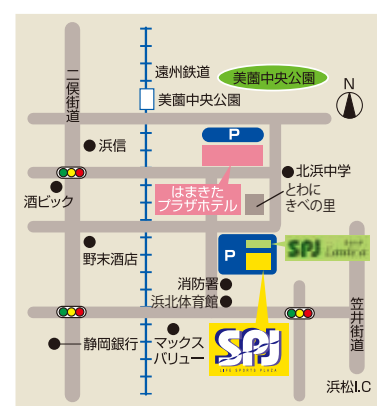 遠州鉄道
美薗中央公園
N
二俣街道
美薗中央公園
P
浜信
北浜中学
酒ピック
はまきた
プラザホテル
とわに
きべの里
野末酒店
P
SPJ
消防署
浜北体育館
笠井街道
静岡銀行
マックス
バリュー
SPJ
LIFE SPORTS PLAZA
浜松I.C